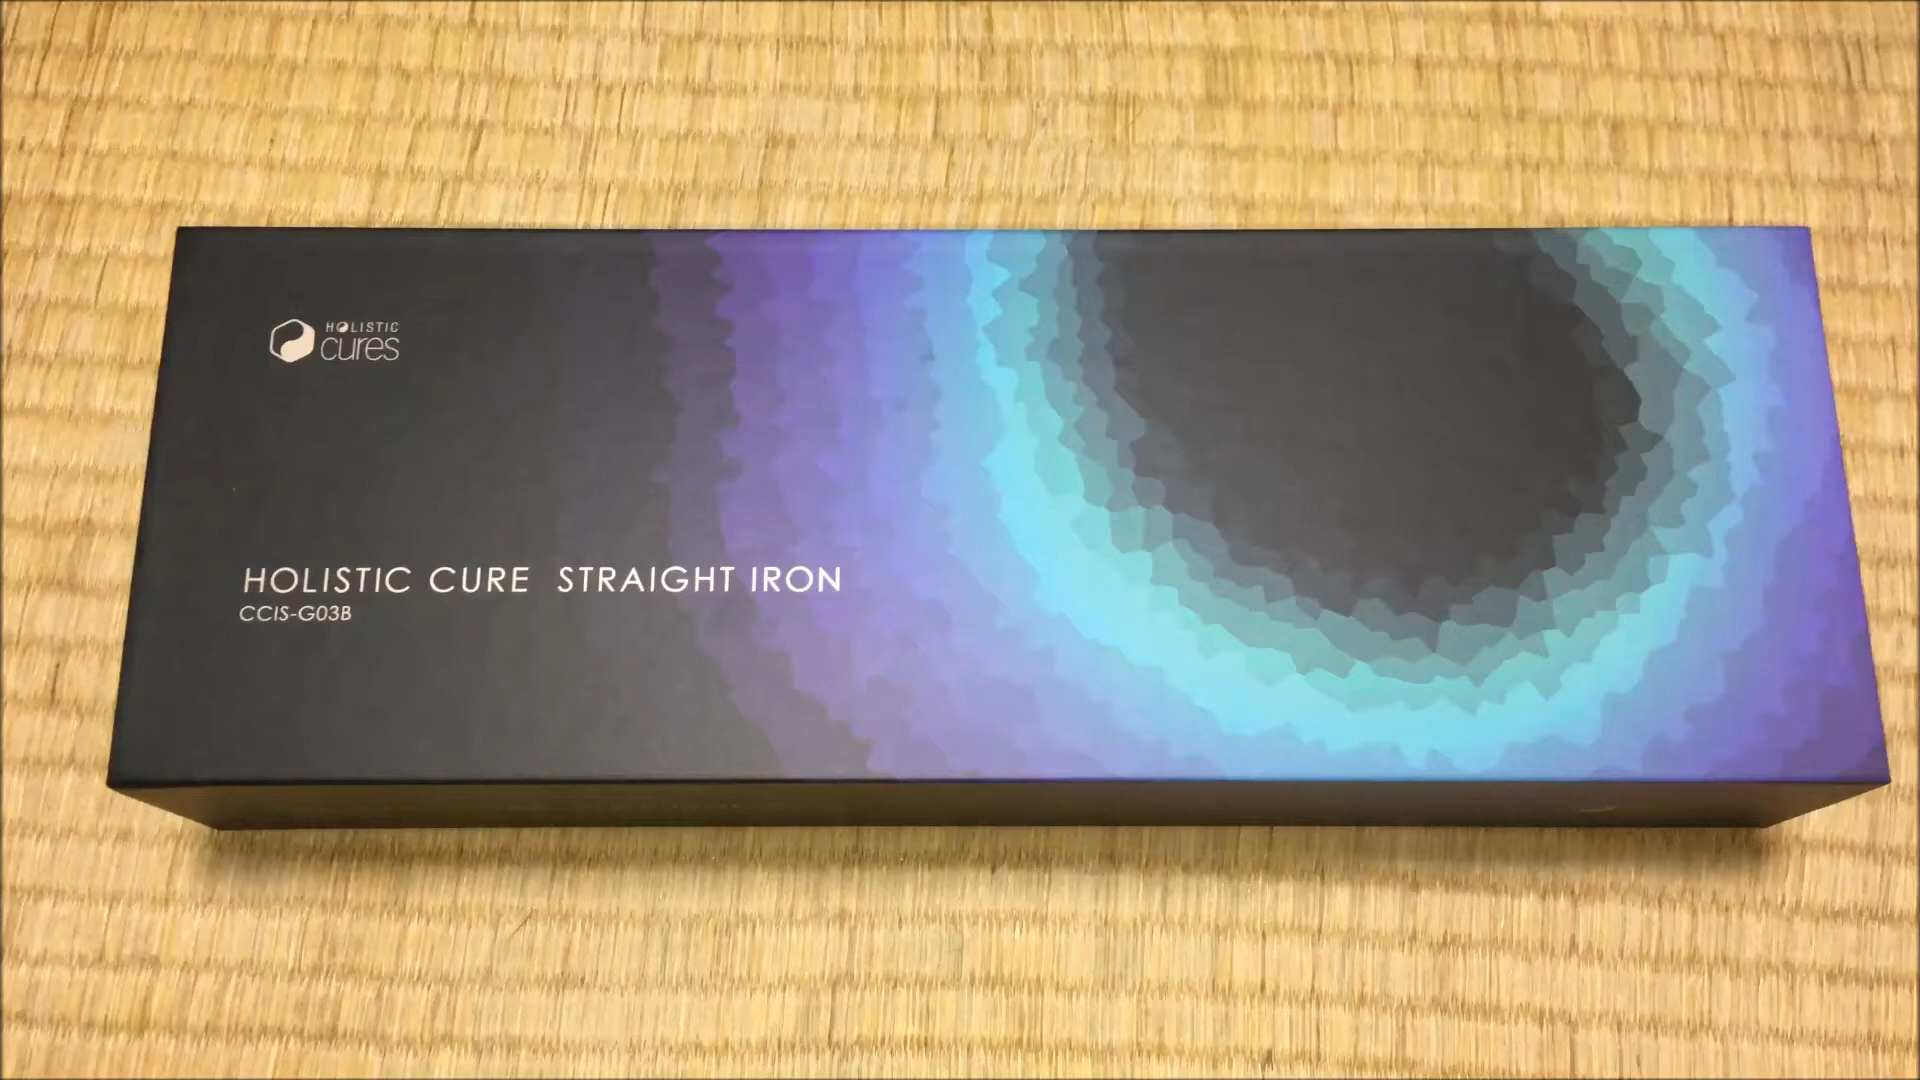 HOLISTIC
cures
HOLISTIC CURE STRAIGHT IRON
CCIS-G03B